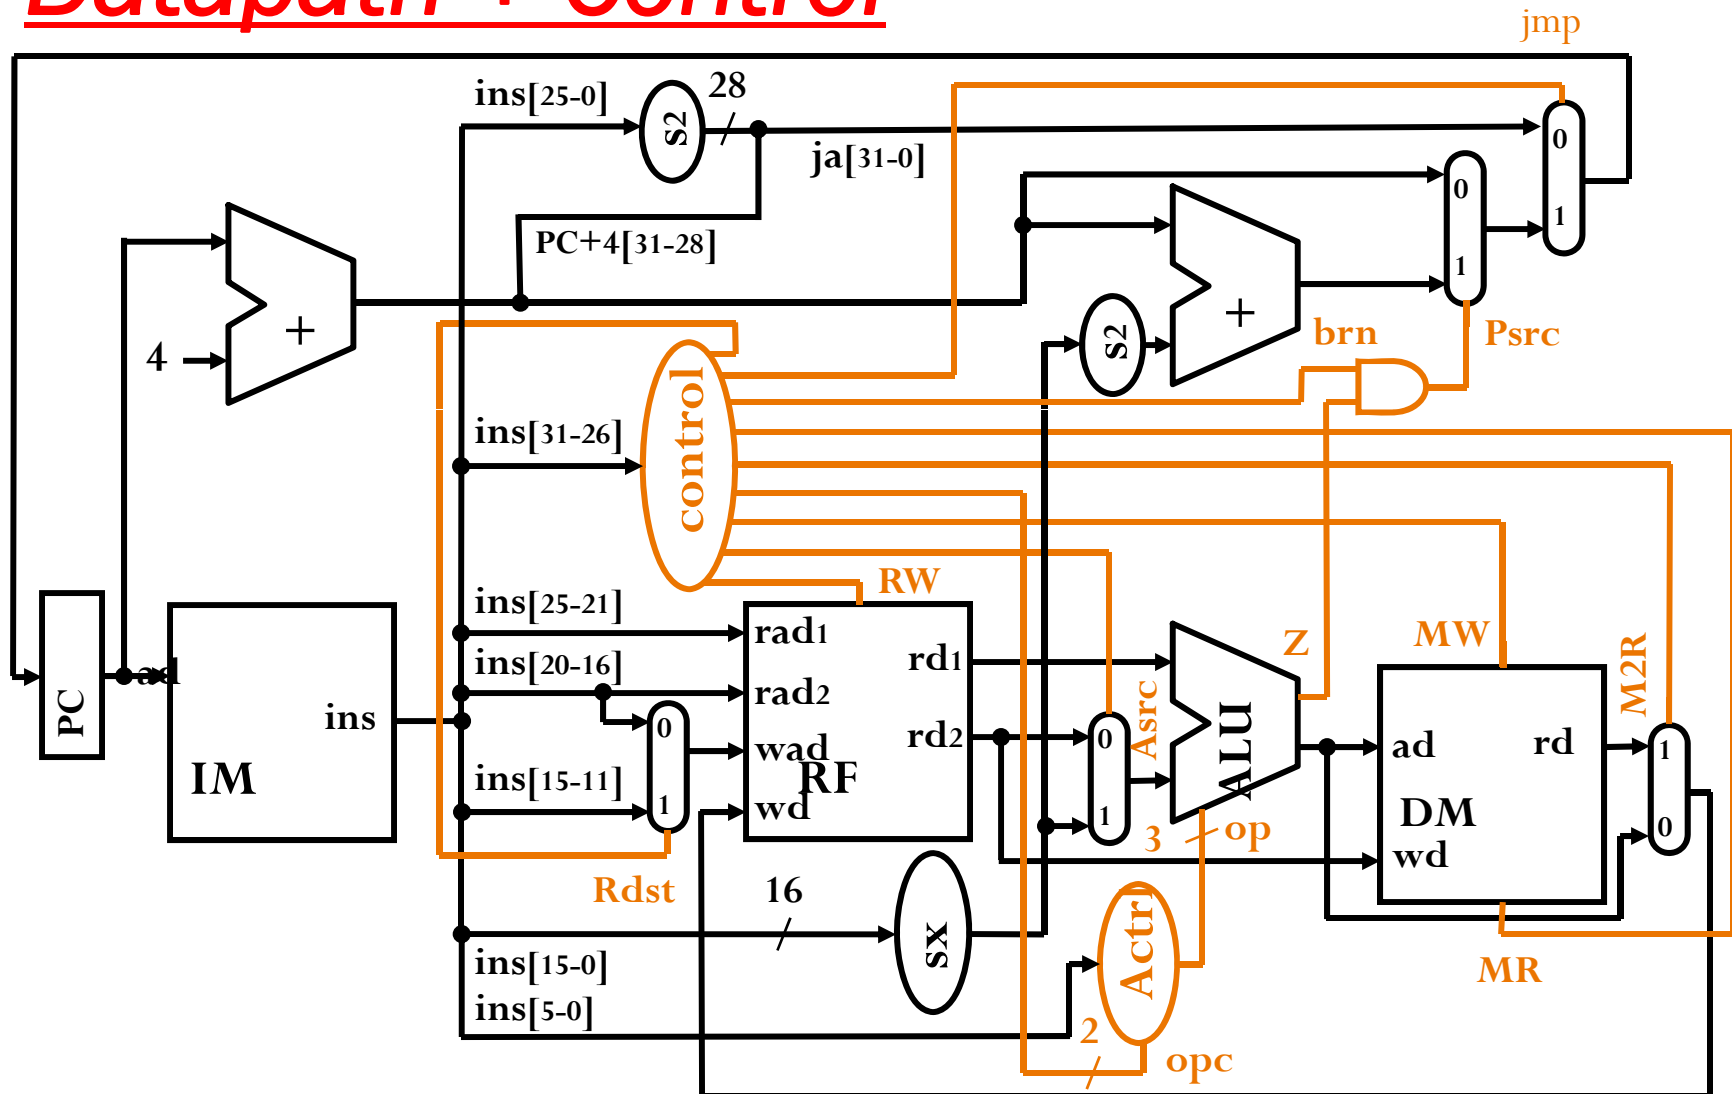 Datapath + Control
jmp
ins[25-0]
28
s2
0
ja[31-0]
0
1
PC+4[31-28]
1
+
+
s2
brn
Psrc
4
control
ins[31-26]
ins[25-21]
RW
rad1
Z
MW
M2R
ins[20-16]
rd1
ad
rad2
PC
ins
0
wad
rd2
0
Asrc
ALU
ad
rd
1
IM
ins[15-11]
RF
1
wd
1
3
op
DM
0
wd
Rdst
16
sx
Actrl
ins[15-0]
MR
ins[5-0]
2
opc